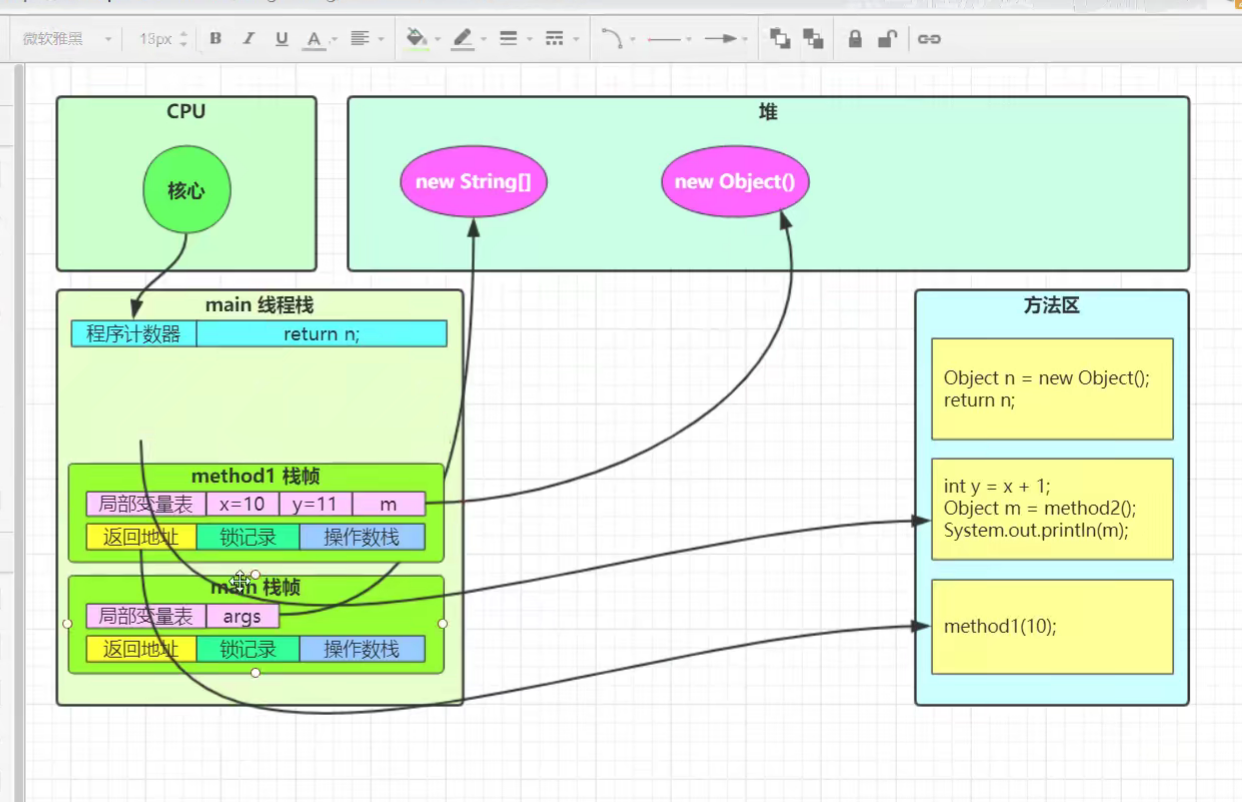 微软雅黑
13px
B
I
U
A
CPU
核心
堆
new String[]
new Object()
main 线程栈
程序计数器
return n;
method1 栈帧
局部变量表
x=10
y=11
m
返回地址
锁记录
操作数栈
main 栈帧
局部变量表
args
返回地址
锁记录
操作数栈
方法区
Object n = new Object();
return n;
int y = x + 1;
Object m = method2();
System.out.println(m);
method1(10);